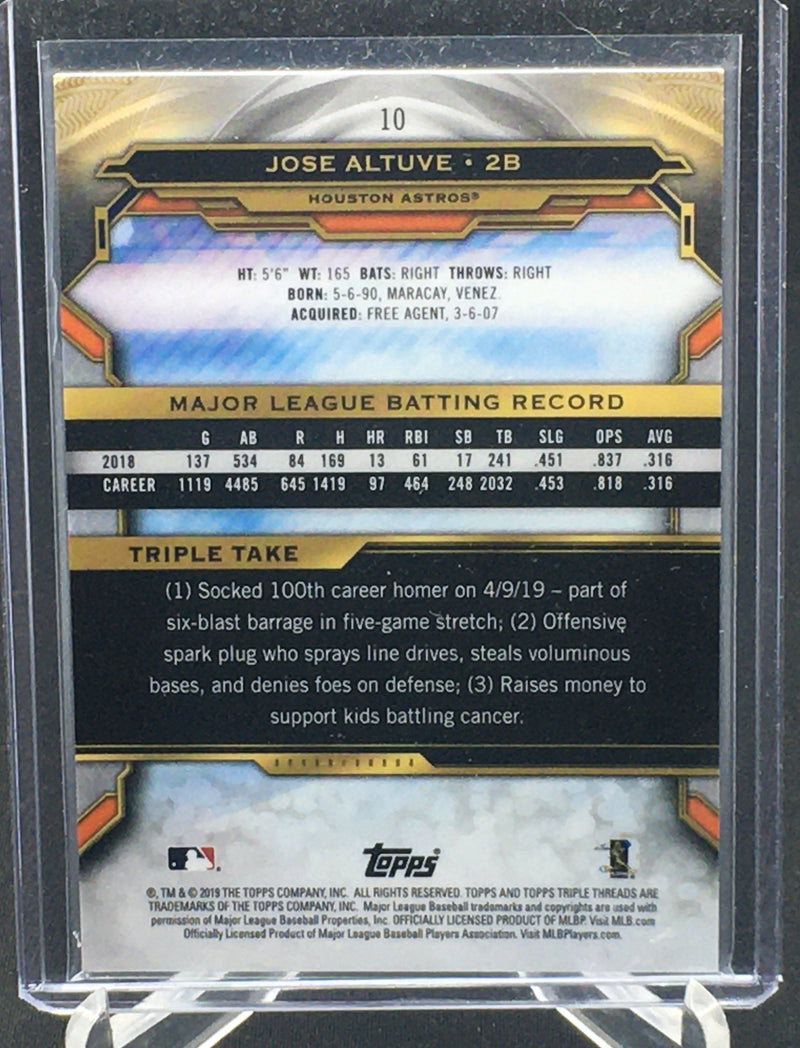 10
JOSE ALTUVE • 2B
HOUSTON ASTROS®
HT: 5'6" WT: 165 BATS: RIGHT THROWS: RIGHT
BORN: 5-6-90, MARACAY, VENEZ.
ACQUIRED: FREE AGENT, 3-6-07
MAJOR LEAGUE BATTING RECORD
G AB R H HR RBI SB TB SLG OPS AVG
2018 137 534 84 169 13 61 17 241 .451 .837 .316
CAREER 1119 4485 645 1419 97 464 248 2032 .453 .818 .316
TRIPLE TAKE
(1) Socked 100th career homer on 4/9/19 – part of
six-blast barrage in five-game stretch; (2) Offensive
spark plug who sprays line drives, steals voluminous
bases, and denies foes on defense; (3) Raises money to
support kids battling cancer.
topps®
®, TM & © 2019 THE TOPPS COMPANY, INC. ALL RIGHTS RESERVED. TOPPS AND TOPPS TRIPLE THREADS ARE
TRADEMARKS OF THE TOPPS COMPANY, INC. Major League Baseball trademarks and copyrights are used with
permission of Major League Baseball Properties, Inc. OFFICIALLY LICENSED PRODUCT OF MLBP. Visit MLB.com
Officially Licensed Product of Major League Baseball Players Association. Visit MLBPlayers.com.